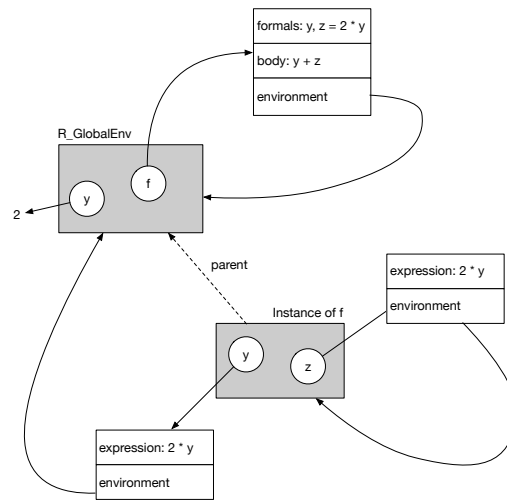 formals: y, z = 2 * y
body: y + z
environment
R_GlobalEnv
f
y
2
parent
expression: 2 * y
environment
Instance of f
y
z
expression: 2 * y
environment